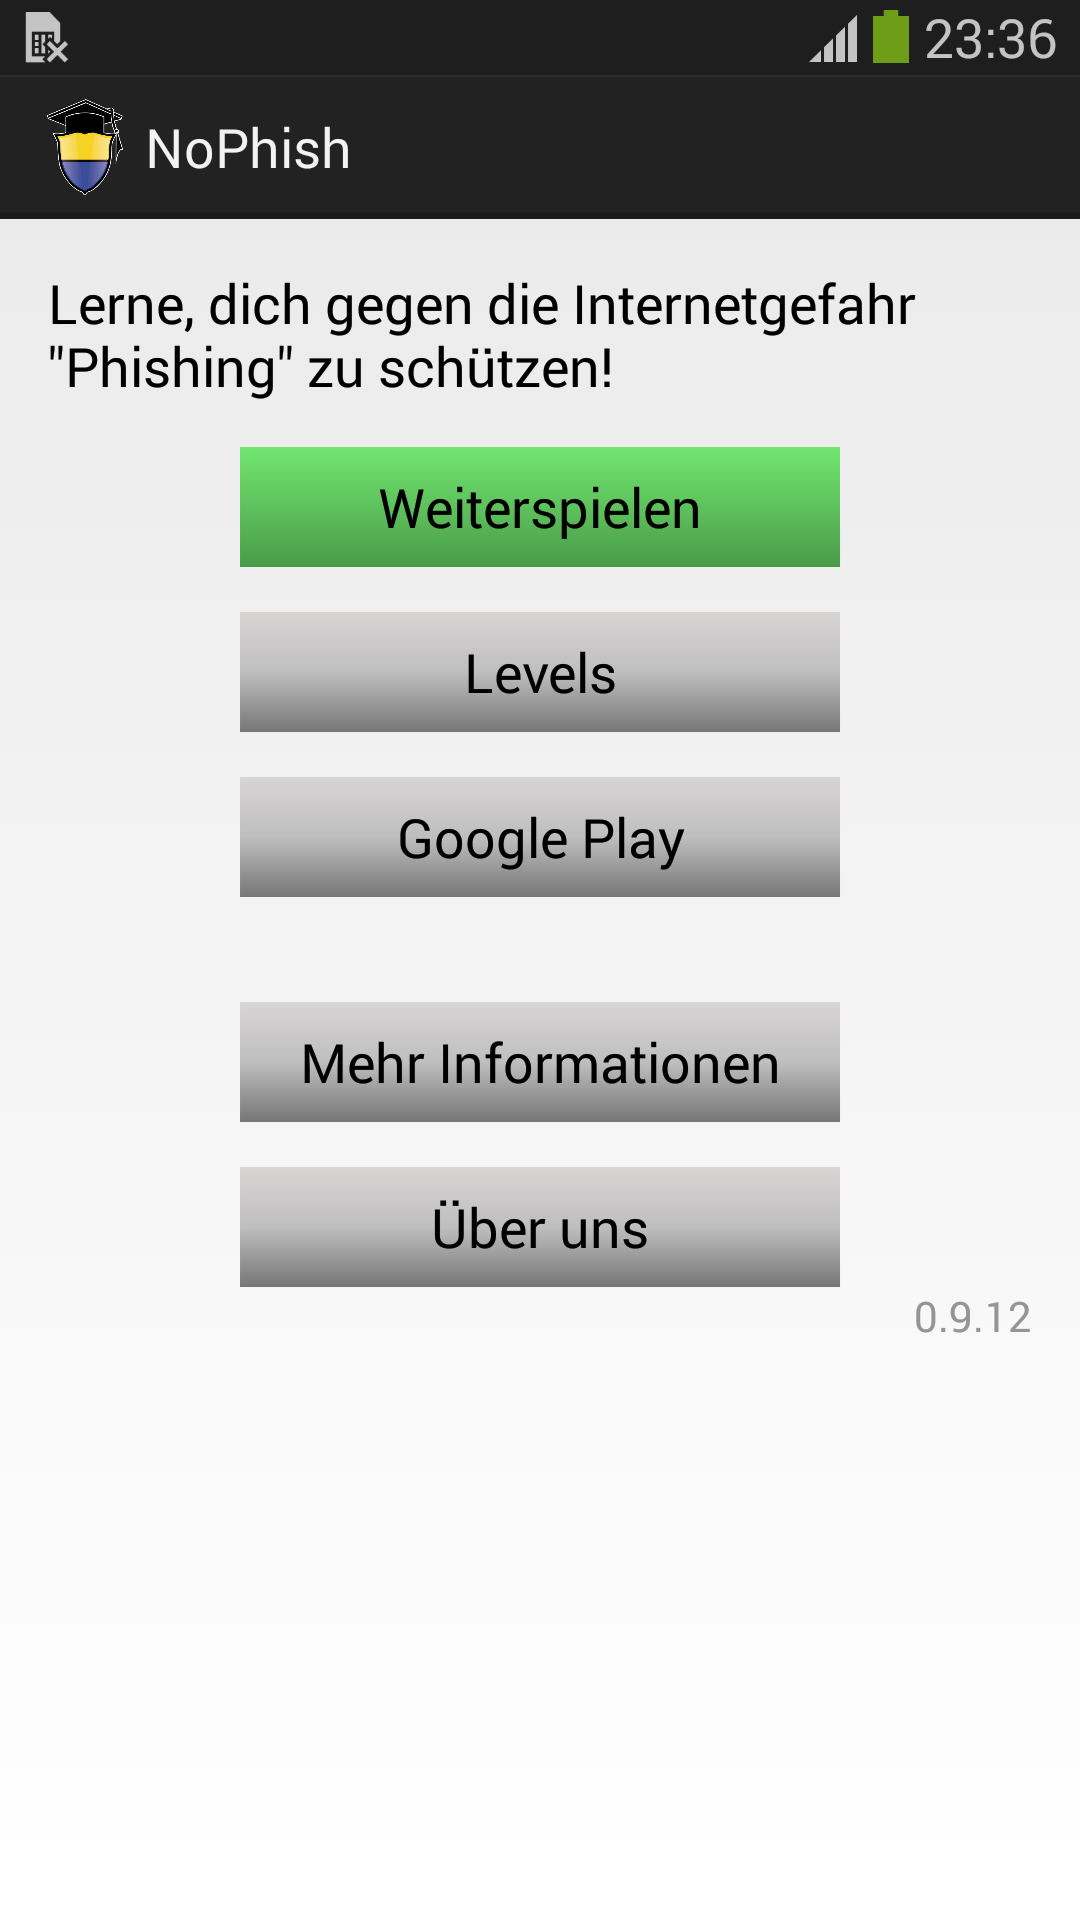 23:36
NoPhish
Lerne, dich gegen die Internetgefahr
"Phishing" zu schützen!
Weiterspielen
Levels
Google Play
Mehr Informationen
Über uns
0.9.12